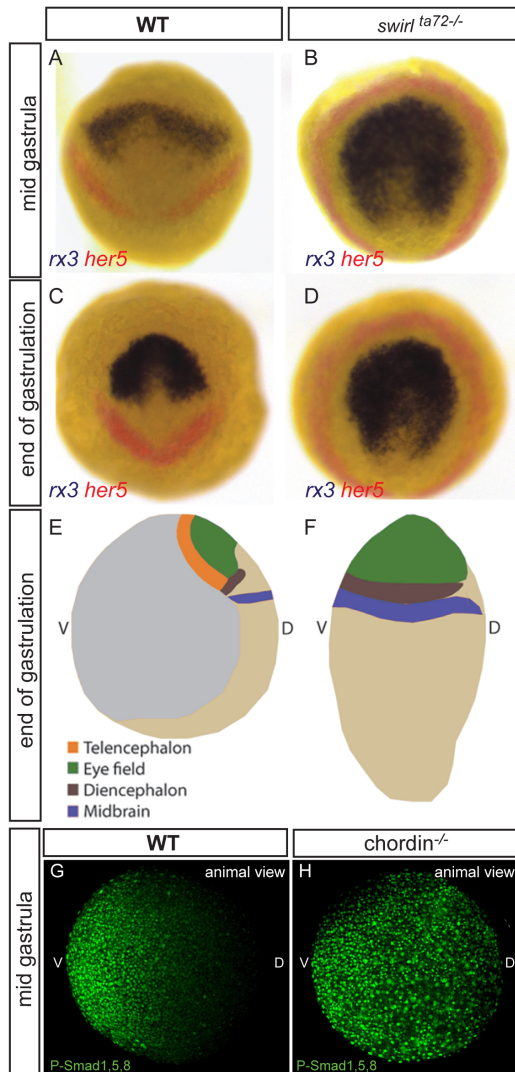 WT
swirl ta72-/-
mid gastrula
A
B
rx3 her5
rx3 her5
end of gastrulation
C
D
rx3 her5
rx3 her5
end of gastrulation
E
F
V
D
V
D
Telencephalon
Eye field
Diencephalon
Midbrain
WT
chordin-/-
mid gastrula
G
animal view
H
animal view
V
D
V
D
P-Smad1,5,8
P-Smad1,5,8